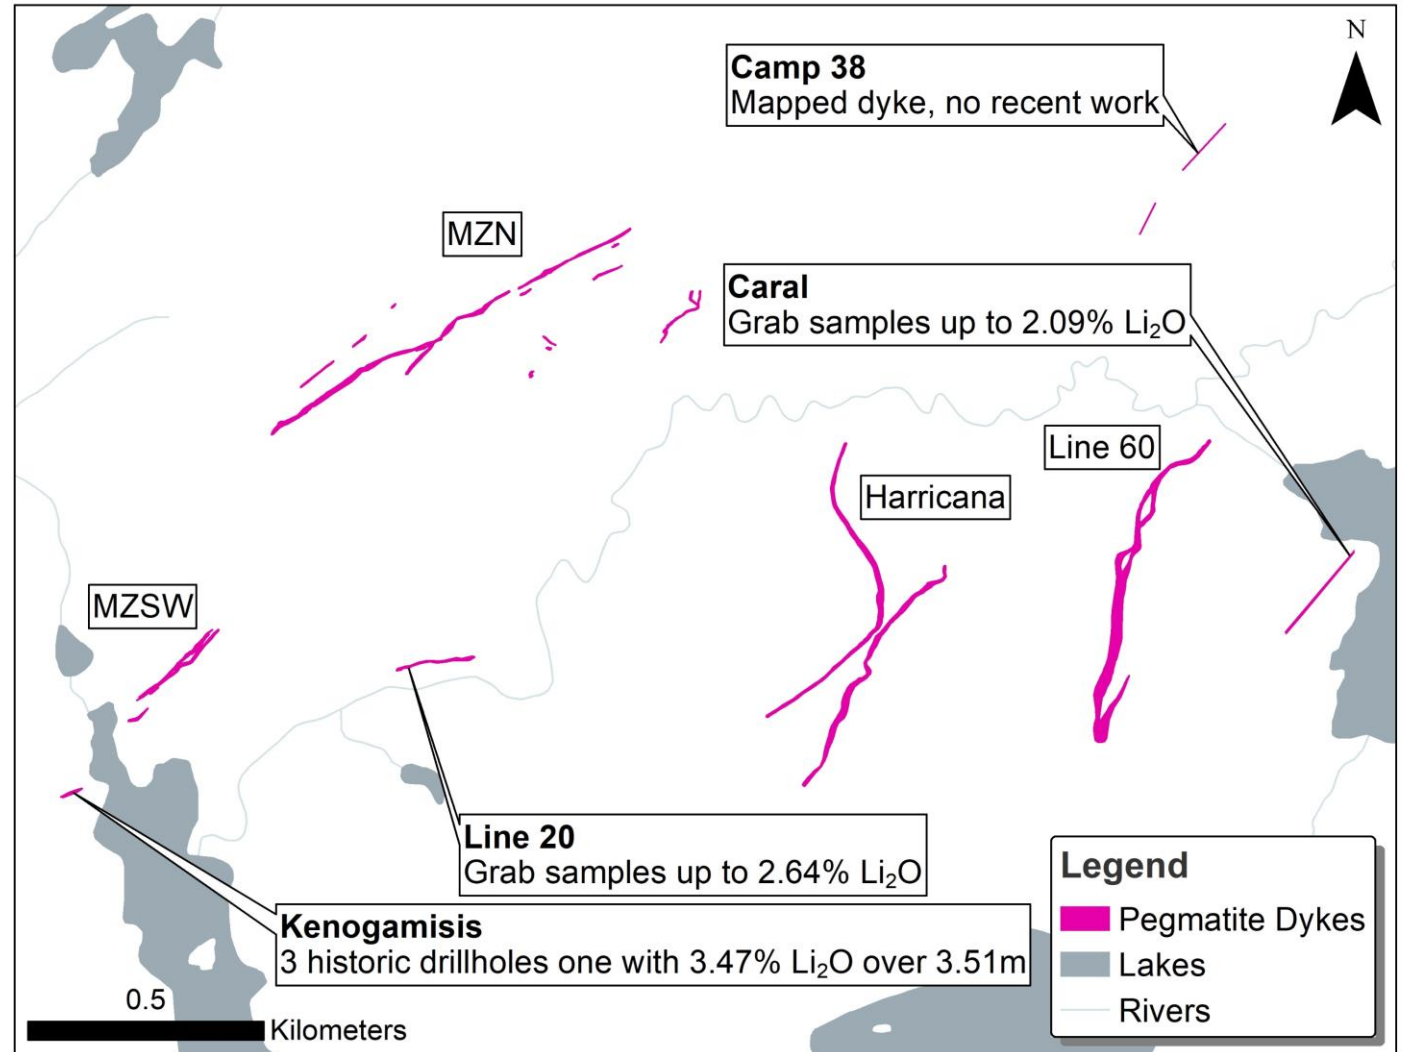 N
Camp 38
Mapped dyke, no recent work
MZN
Caral
Grab samples up to 2.09% Li₂O
Line 60
Harricana
MZSW
Line 20
Grab samples up to 2.64% Li₂O
Kenogamisis
3 historic drillholes one with 3.47% Li₂O over 3.51m
Legend
Pegmatite Dykes
Lakes
Rivers
0.5
Kilometers